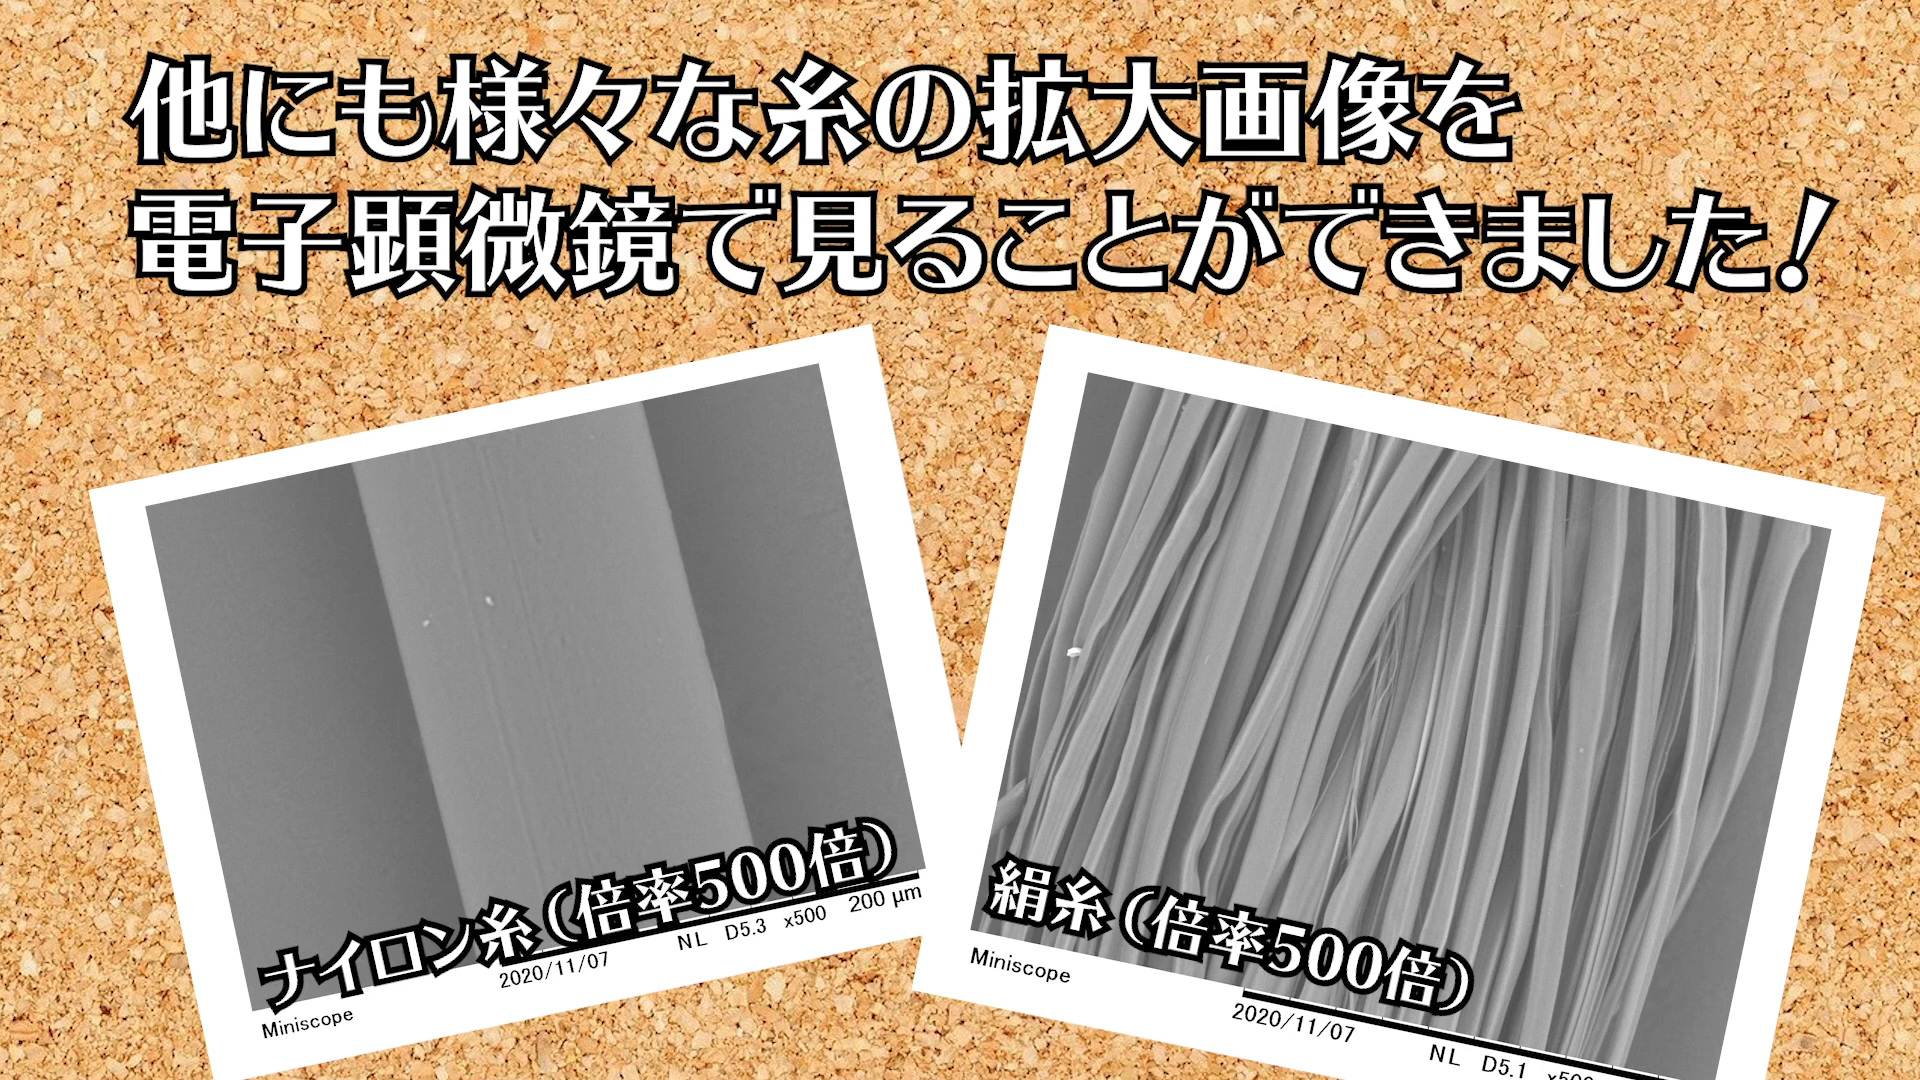 他にも様々な糸の拡大画像を
電子顕微鏡で見ることができました!
ナイロン糸(倍率500倍)
Miniscope
2020/11/07
NL D5.3 x500 200 μm
絹糸(倍率500倍)
Miniscope
2020/11/07
NL D5.1